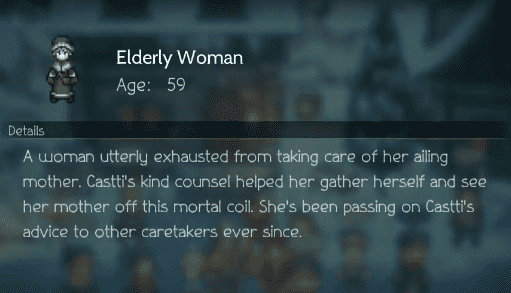 Elderly Woman
Age: 59
Details
A woman utterly exhausted from taking care of her ailing
mother. Castti's kind counsel helped her gather herself and see
her mother off this mortal coil. She's been passing on Castti's
advice to other caretakers ever since.